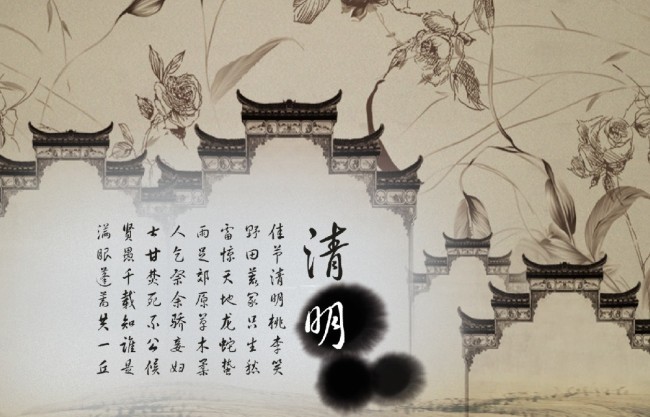 清明
佳节清明桃李笑
野田荒冢只生愁
雷惊天地龙蛇蛰
雨足郊原草木柔
人乞祭余骄妾妇
士甘焚死不公候
贤愚千载知谁是
满眼蓬蒿共一丘